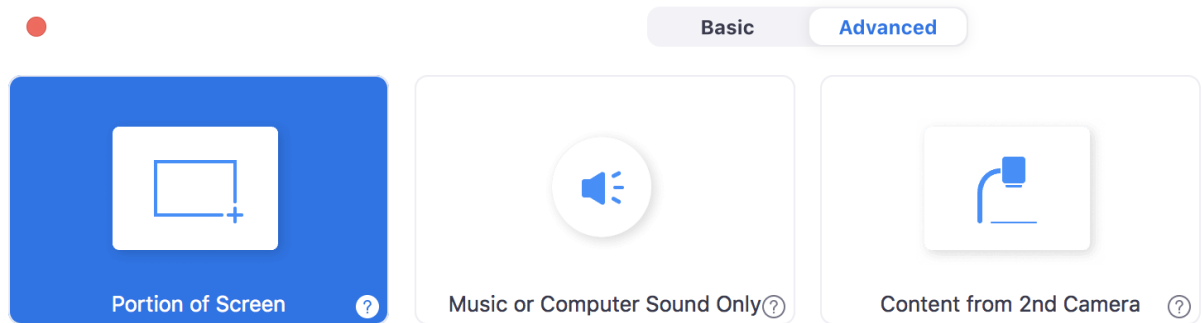 Basic Advanced
Portion of Screen ? Music or Computer Sound Only ? Content from 2nd Camera ?